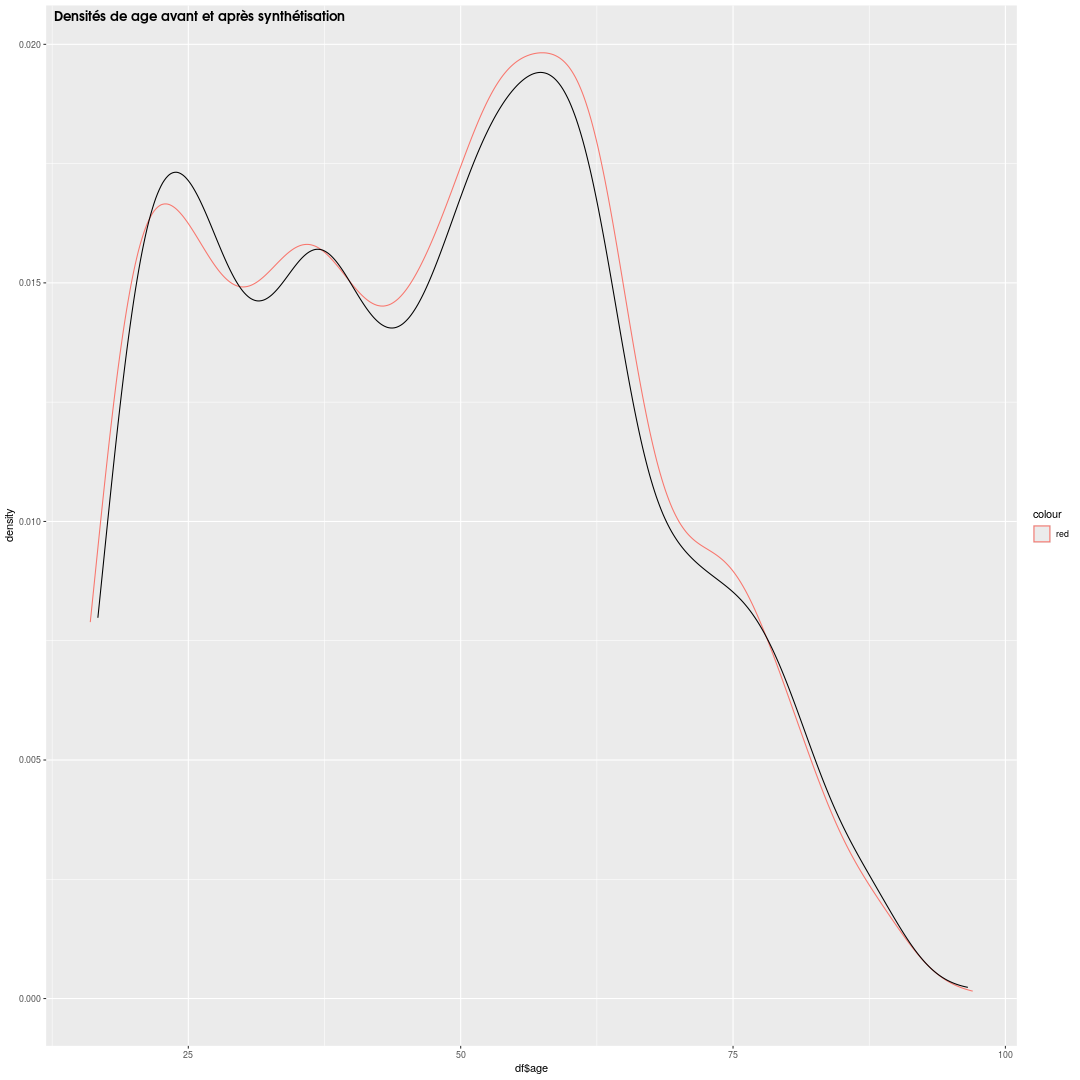 Densités de age avant et après synthétisation
0.020
0.015
0.010
0.005
0.000
density
25
50
75
100
df$age
colour
red